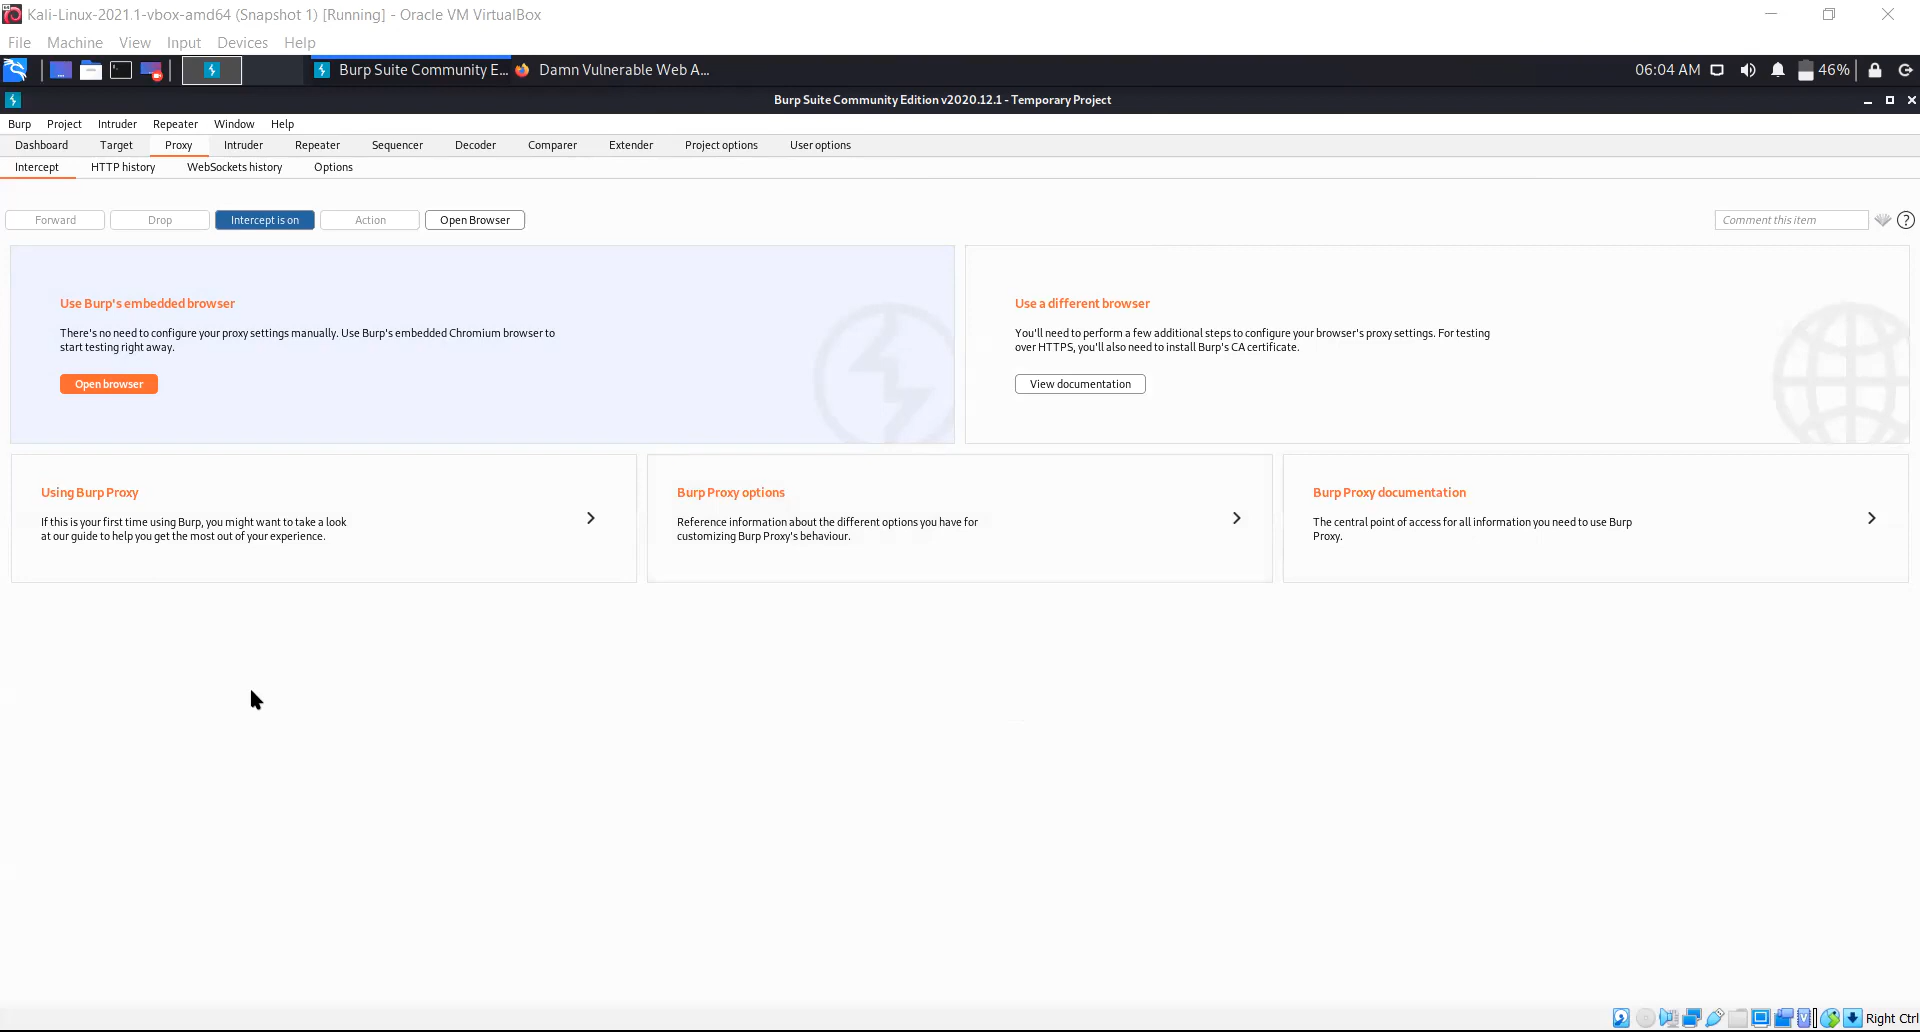 Kali-Linux-2021.1-vbox-amd64 (Snapshot 1) [Running] - Oracle VM VirtualBox
File Machine View Input Devices Help
Burp Suite Community E... Damn Vulnerable Web A... 06:04 AM 46%
Burp Suite Community Edition v2020.12.1 - Temporary Project
Burp Project Intruder Repeater Window Help
Dashboard Target Proxy Intruder Repeater Sequencer Decoder Comparer Extender Project options User options
Intercept HTTP history WebSockets history Options
Forward Drop Intercept is on Action Open Browser Comment this item ?
Use Burp's embedded browser
There's no need to configure your proxy settings manually. Use Burp's embedded Chromium browser to
start testing right away.
Open browser
Use a different browser
You'll need to perform a few additional steps to configure your browser's proxy settings. For testing
over HTTPS, you'll also need to install Burp's CA certificate.
View documentation
Using Burp Proxy
If this is your first time using Burp, you might want to take a look
at our guide to help you get the most out of your experience.
Burp Proxy options
Reference information about the different options you have for
customizing Burp Proxy's behaviour.
Burp Proxy documentation
The central point of access for all information you need to use Burp
Proxy.
Right Ctrl